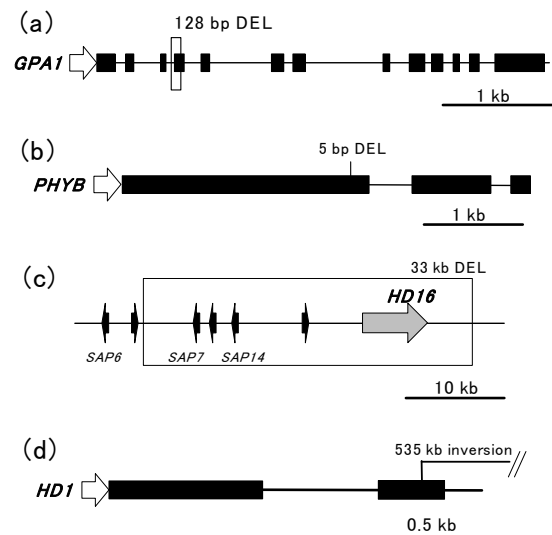 (a)
128 bp DEL
GPA1
1 kb
(b)
5 bp DEL
PHYB
1 kb
(c)
33 kb DEL
HD16
SAP6
SAP7
SAP14
10 kb
(d)
535 kb inversion
HD1
0.5 kb